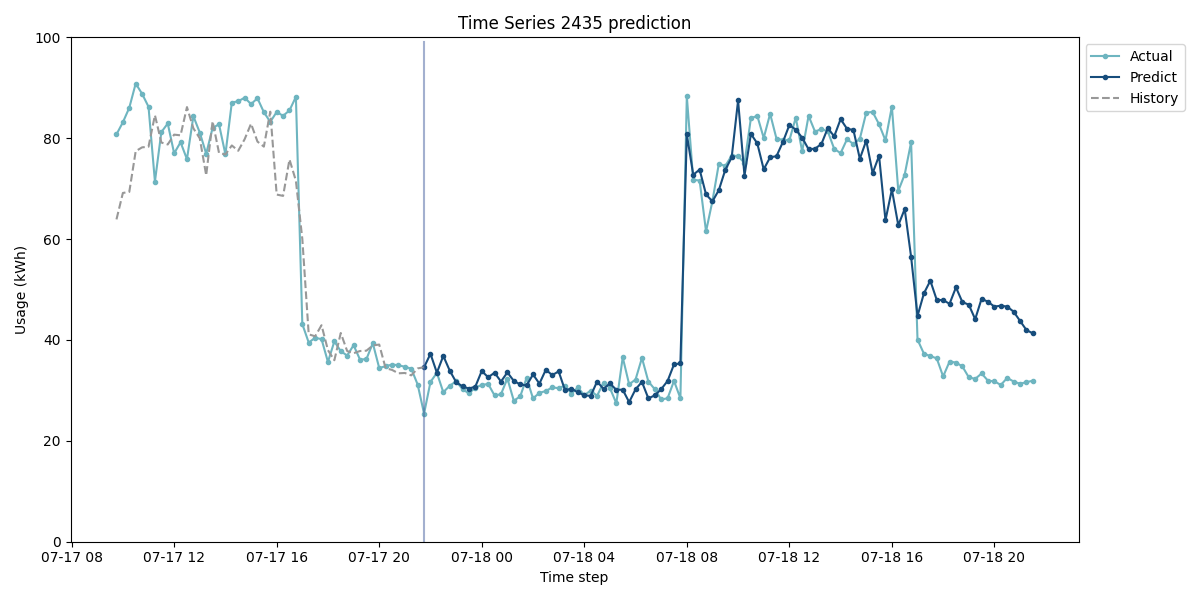 Time Series 2435 prediction
100
80
60
40
20
0
Usage (kWh)
07-17 08
07-17 12
07-17 16
07-17 20
07-18 00
07-18 04
07-18 08
07-18 12
07-18 16
07-18 20
Time step
Actual
Predict
History